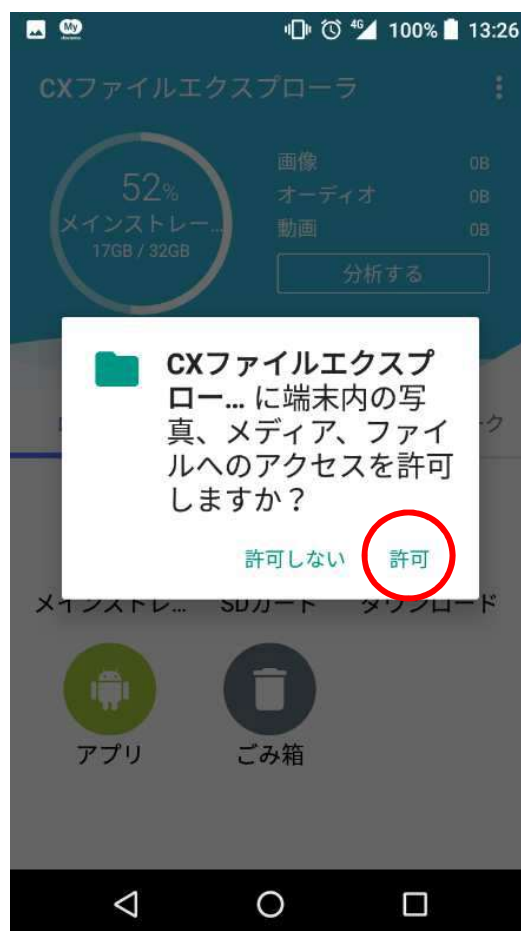 My
4G 100% 13:26
CXファイルエクスプローラ
52%
メインストレー...
17GB / 32GB
画像 0B
オーディオ 0B
動画 0B
分析する
CXファイルエクスプ
ロー... に端末内の写
真、メディア、ファイ
ルへのアクセスを許可
しますか？
許可しない 許可
ク
メインストレ... SDカード ダウンロード
アプリ ごみ箱